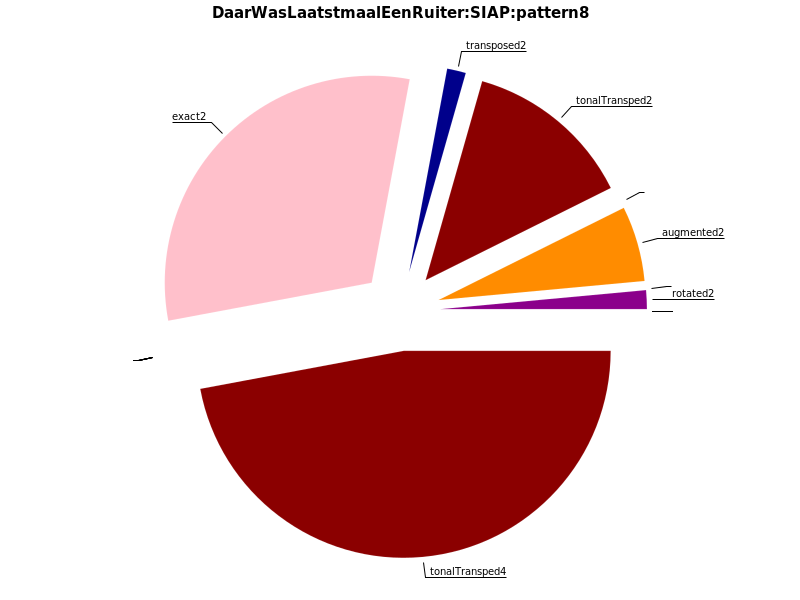 DaarWasLaatstmaalEenRuiter:SIAP:pattern8
transposed2
tonalTransped2
exact2
augmented2
rotated2
tonalTransped4